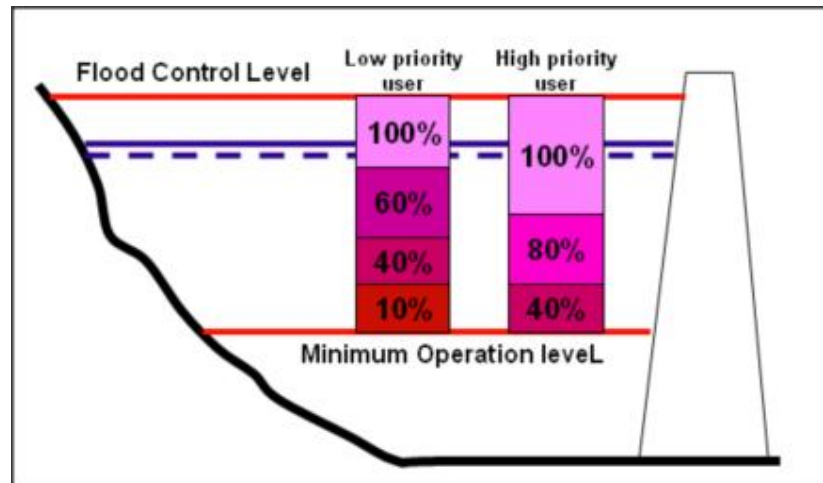 Flood Control Level
Low priority
user
High priority
user
100%
60%
40%
10%
100%
80%
40%
Minimum Operation leveL